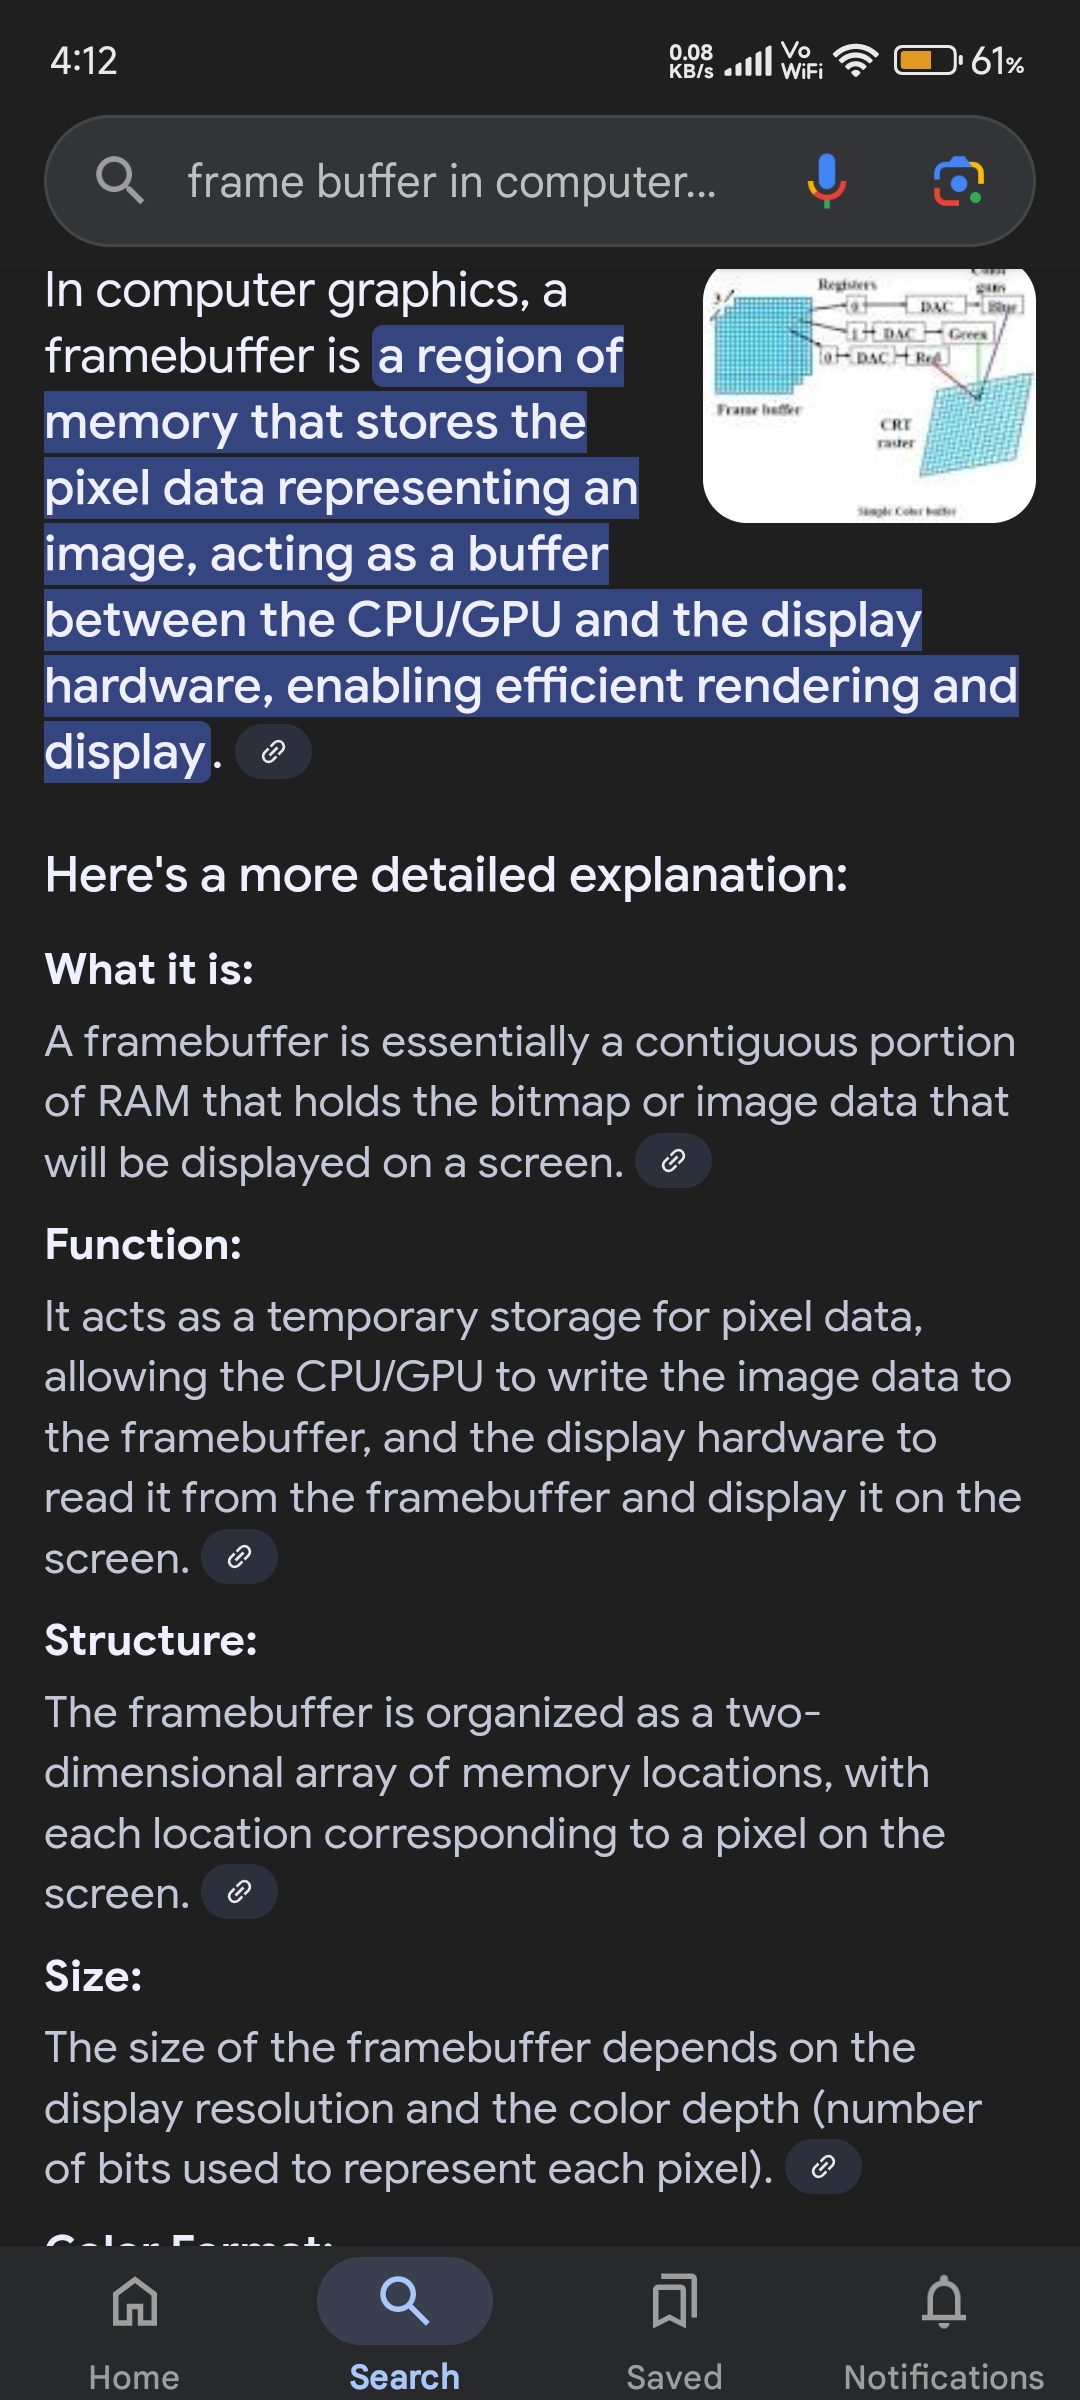 4:12
0.08
KB/s
Vo
WiFi
61%
frame buffer in computer...
In computer graphics, a
framebuffer is a region of
memory that stores the
pixel data representing an
image, acting as a buffer
between the CPU/GPU and the display
hardware, enabling efficient rendering and
display.
Registers
gun
3
0
DAC
Blue
1
DAC
Green
0
DAC
Red
Frame buffer
CRT
raster
Simple Color buffer
Here's a more detailed explanation:
What it is:
A framebuffer is essentially a contiguous portion
of RAM that holds the bitmap or image data that
will be displayed on a screen.
Function:
It acts as a temporary storage for pixel data,
allowing the CPU/GPU to write the image data to
the framebuffer, and the display hardware to
read it from the framebuffer and display it on the
screen.
Structure:
The framebuffer is organized as a two-
dimensional array of memory locations, with
each location corresponding to a pixel on the
screen.
Size:
The size of the framebuffer depends on the
display resolution and the color depth (number
of bits used to represent each pixel).
Color Format:
Home
Search
Saved
Notifications